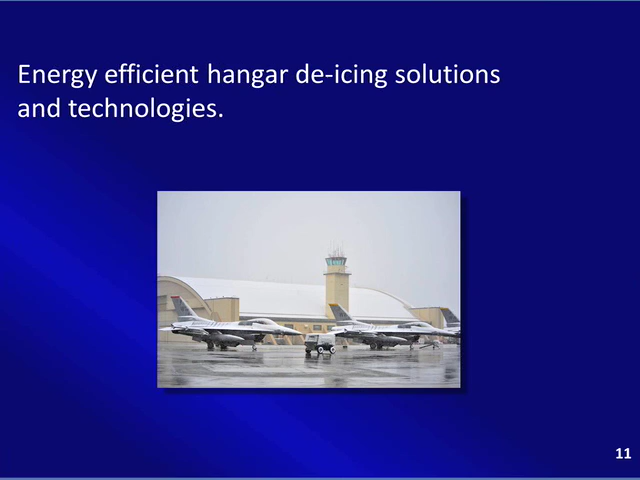 Energy efficient hangar de-icing solutions
and technologies.
11